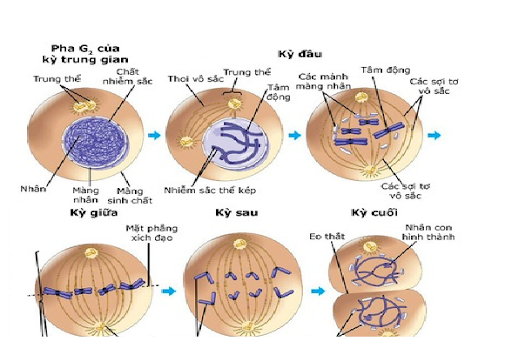 Pha G₂ của
kỳ trung gian
Kỳ đầu
Trung thể
Chất
nhiễm sắc
Thoi vô sắc
Trung thể
Tâm
động
Các mảnh
màng nhân
Tâm động
Các sợi tơ
vô sắc
Nhân
Màng
nhân
Màng
sinh chất
Nhiễm sắc thể kép
Các sợi tơ
vô sắc
Kỳ giữa
Kỳ sau
Kỳ cuối
Mặt phẳng
xích đạo
Eo thắt
Nhân con
hình thành